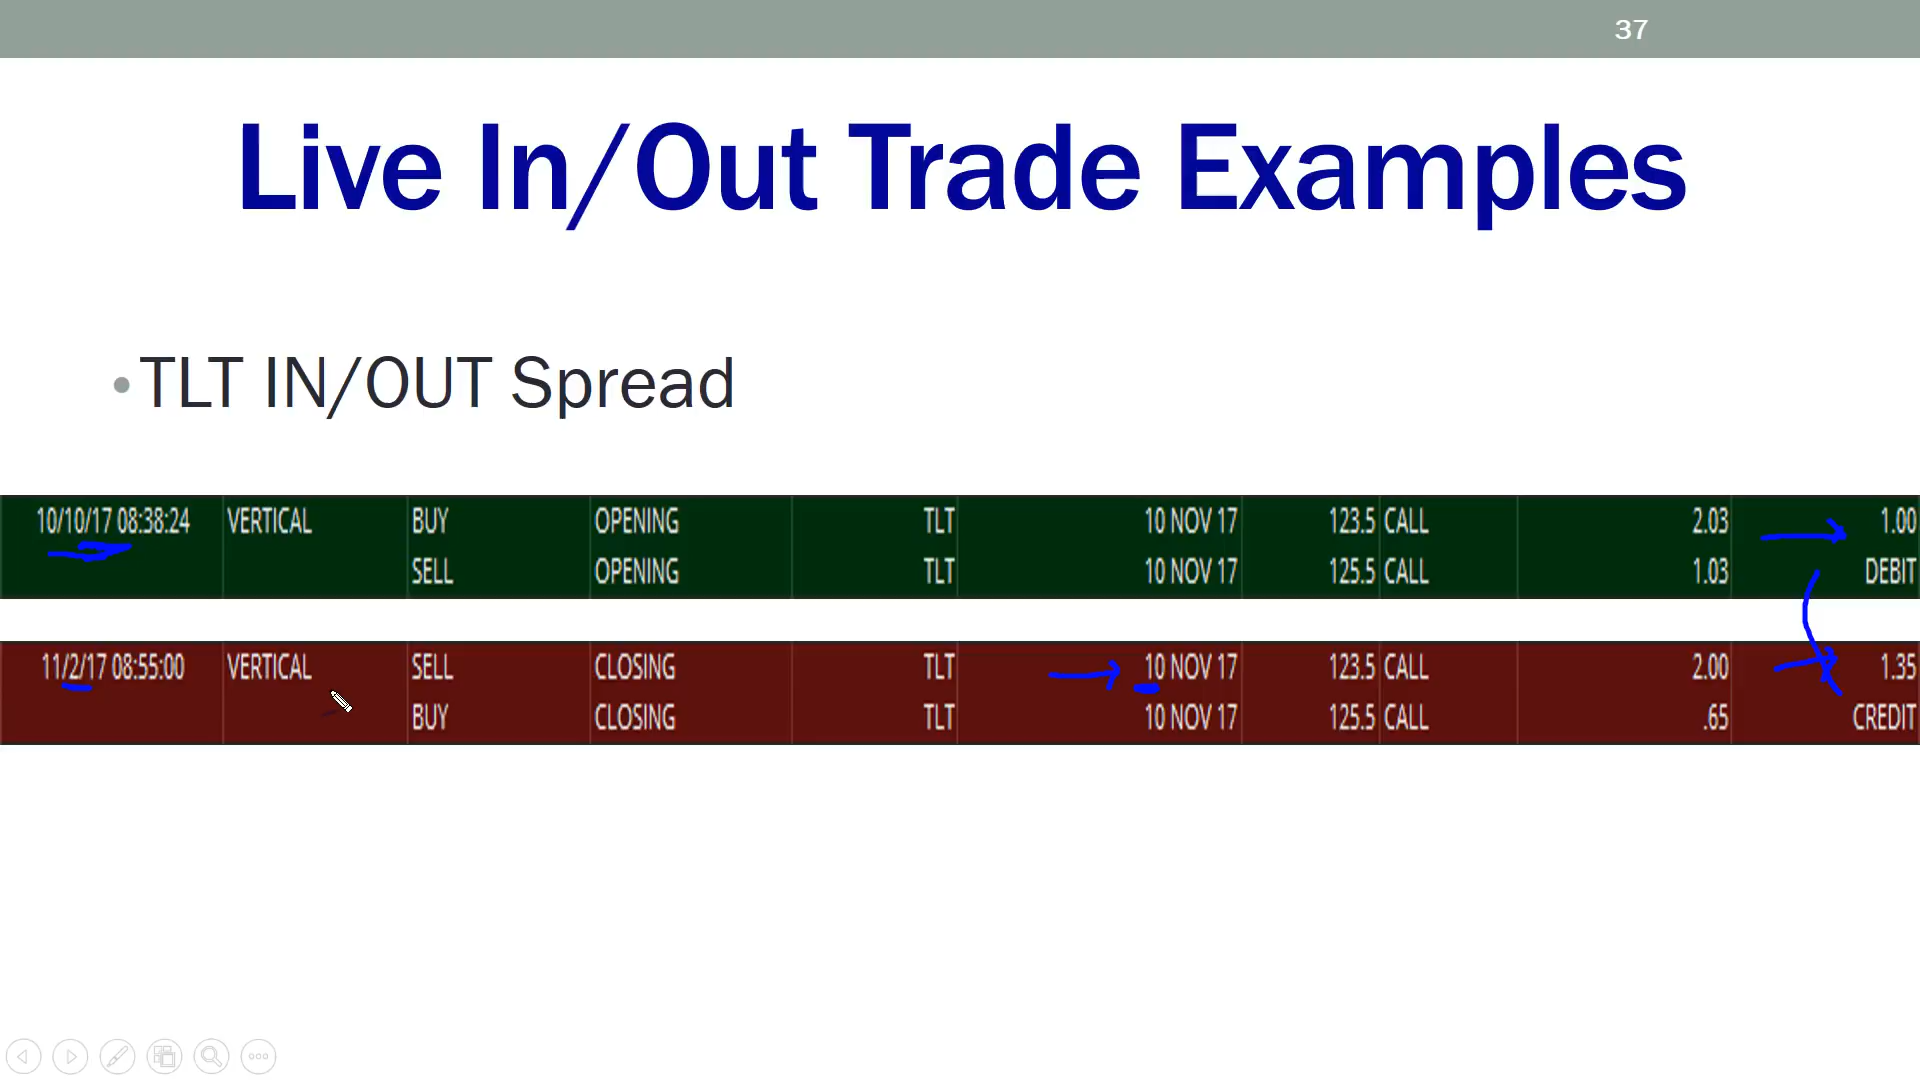 37
Live In/Out Trade Examples
•TLT IN/OUT Spread
10/10/17 08:38:24 VERTICAL BUY OPENING TLT 10 NOV 17 123.5 CALL 2.03 1.00
SELL OPENING TLT 10 NOV 17 125.5 CALL 1.03 DEBIT
11/2/17 08:55:00 VERTICAL SELL CLOSING TLT 10 NOV 17 123.5 CALL 2.00 1.35
BUY CLOSING TLT 10 NOV 17 125.5 CALL .65 CREDIT